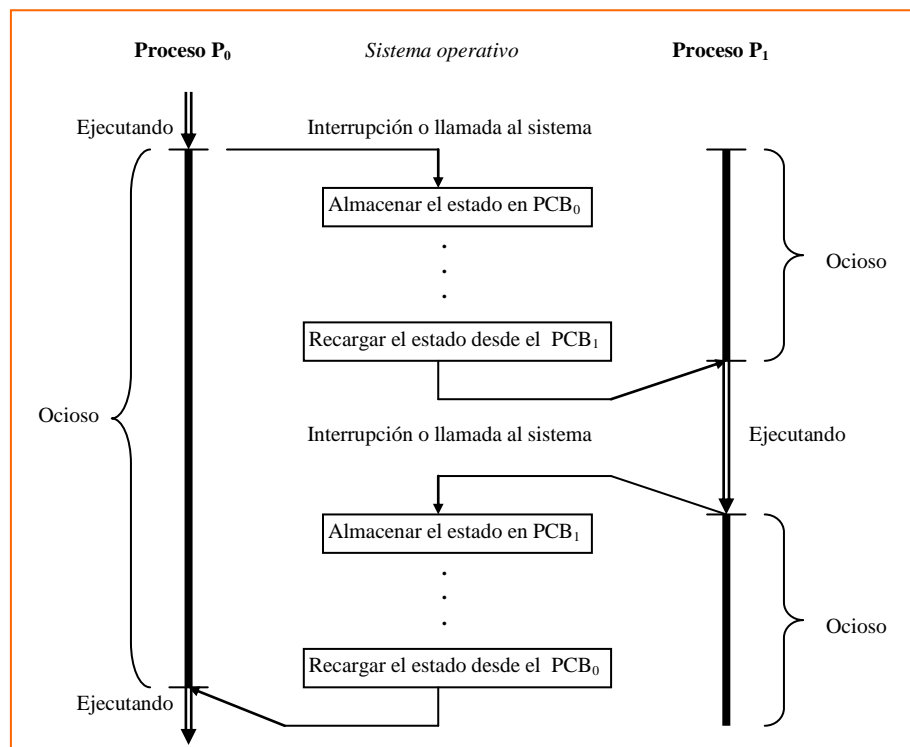 Proceso P₀
Sistema operativo
Proceso P₁
Ejecutando
Interrupción o llamada al sistema
Almacenar el estado en PCB₀
.
.
.
Ocioso
Recargar el estado desde el PCB₁
Ocioso
Interrupción o llamada al sistema
Ejecutando
Almacenar el estado en PCB₁
.
.
.
Ocioso
Recargar el estado desde el PCB₀
Ejecutando